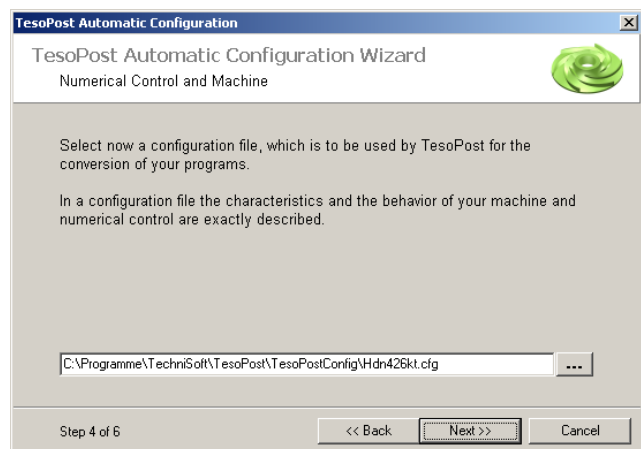 TesoPost Automatic Configuration
TesoPost Automatic Configuration Wizard
Numerical Control and Machine
Select now a configuration file, which is to be used by TesoPost for the
conversion of your programs.
In a configuration file the characteristics and the behavior of your machine and
numerical control are exactly described.
C:\Programme\TechniSoft\TesoPost\TesoPostConfig\Hdn426kt.cfg
...
Step 4 of 6
<< Back
Next >>
Cancel